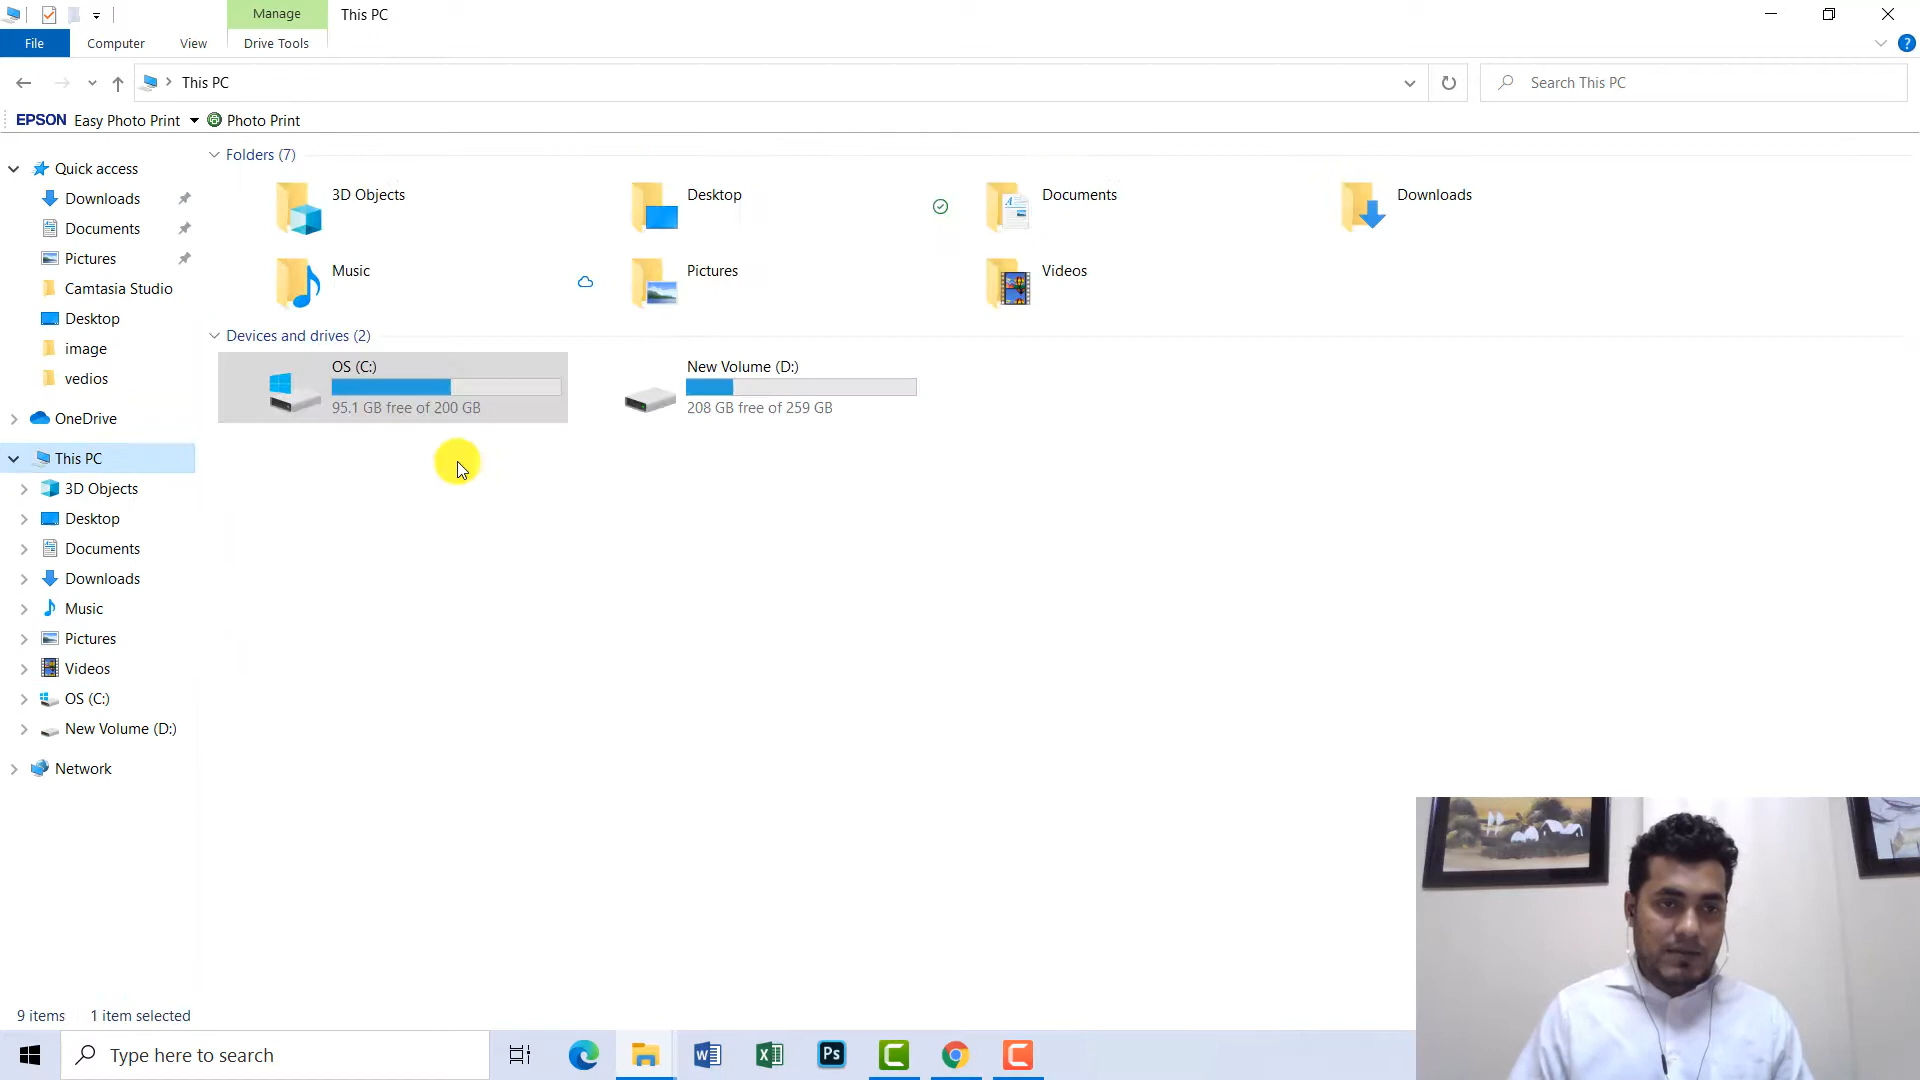 Manage
This PC
File
Computer
View
Drive Tools
This PC
Search This PC
EPSON Easy Photo Print
Photo Print
Quick access
Downloads
Documents
Pictures
Camtasia Studio
Desktop
image
vedios
OneDrive
This PC
3D Objects
Desktop
Documents
Downloads
Music
Pictures
Videos
OS (C:)
New Volume (D:)
Network
Folders (7)
3D Objects
Desktop
Documents
Downloads
Music
Pictures
Videos
Devices and drives (2)
OS (C:)
95.1 GB free of 200 GB
New Volume (D:)
208 GB free of 259 GB
9 items
1 item selected
Type here to search
Ps